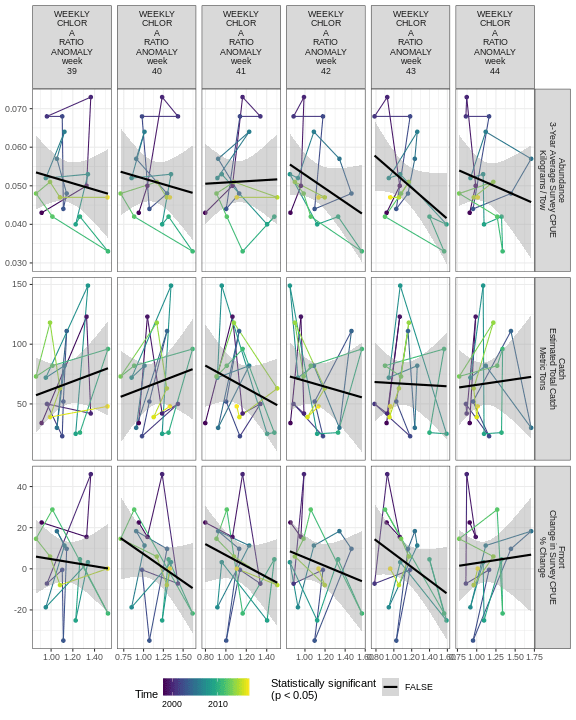 WEEKLY
CHLOR
A
RATIO
ANOMALY
week
39
WEEKLY
CHLOR
A
RATIO
ANOMALY
week
40
WEEKLY
CHLOR
A
RATIO
ANOMALY
week
41
WEEKLY
CHLOR
A
RATIO
ANOMALY
week
42
WEEKLY
CHLOR
A
RATIO
ANOMALY
week
43
WEEKLY
CHLOR
A
RATIO
ANOMALY
week
44
0.070
0.060
0.050
0.040
0.030
Abundance
3-Year Average Survey CPUE
Kilograms / Tow
150
100
50
Catch
Estimated Total Catch
Metric Tons
40
20
0
-20
Fmort
Change in Survey CPUE
% Change
1.00 1.20 1.40
0.75 1.00 1.25 1.50
0.80 1.00 1.20 1.40
0.80 1.00 1.20 1.40 1.60
0.80 1.00 1.20 1.40 1.60
0.75 1.00 1.25 1.50 1.75
Time
2000 2010
Statistically significant
(p < 0.05)
FALSE